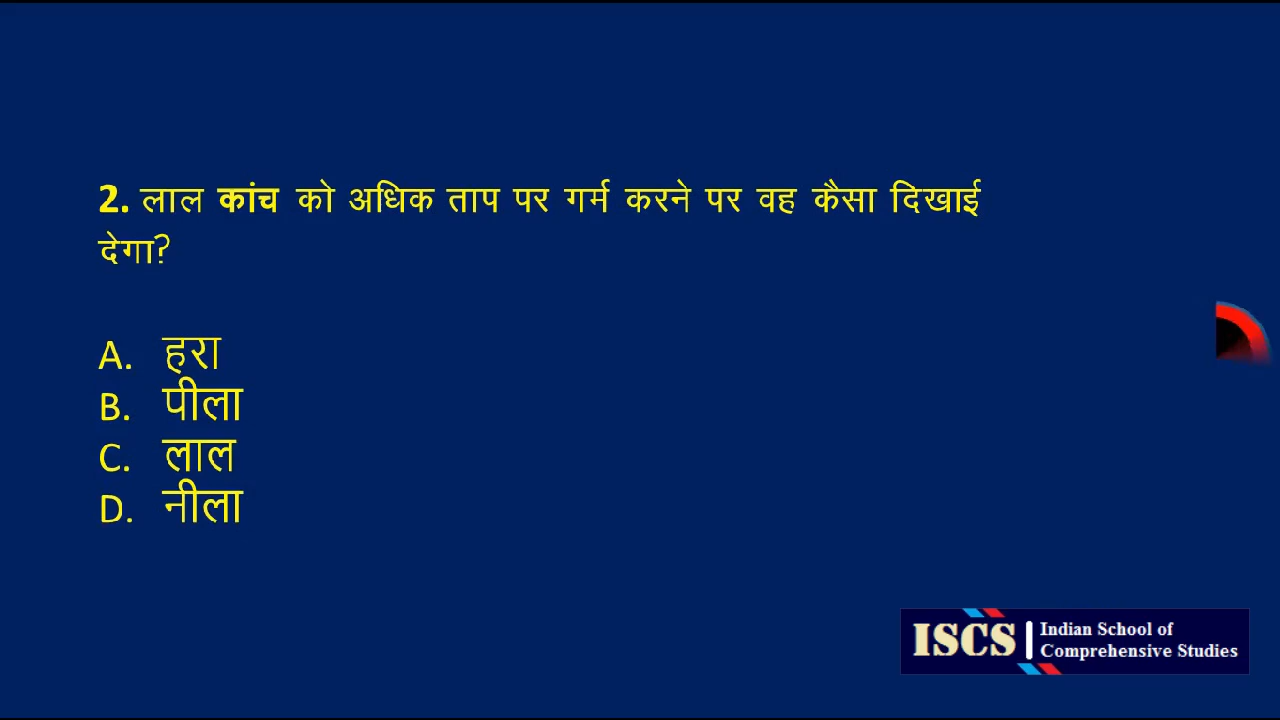 2. लाल कांच को अधिक ताप पर गर्म करने पर वह कैसा दिखाई
देगा?
A. हरा
B. पीला
C. लाल
D. नीला
ISCS
Indian School of
Comprehensive Studies